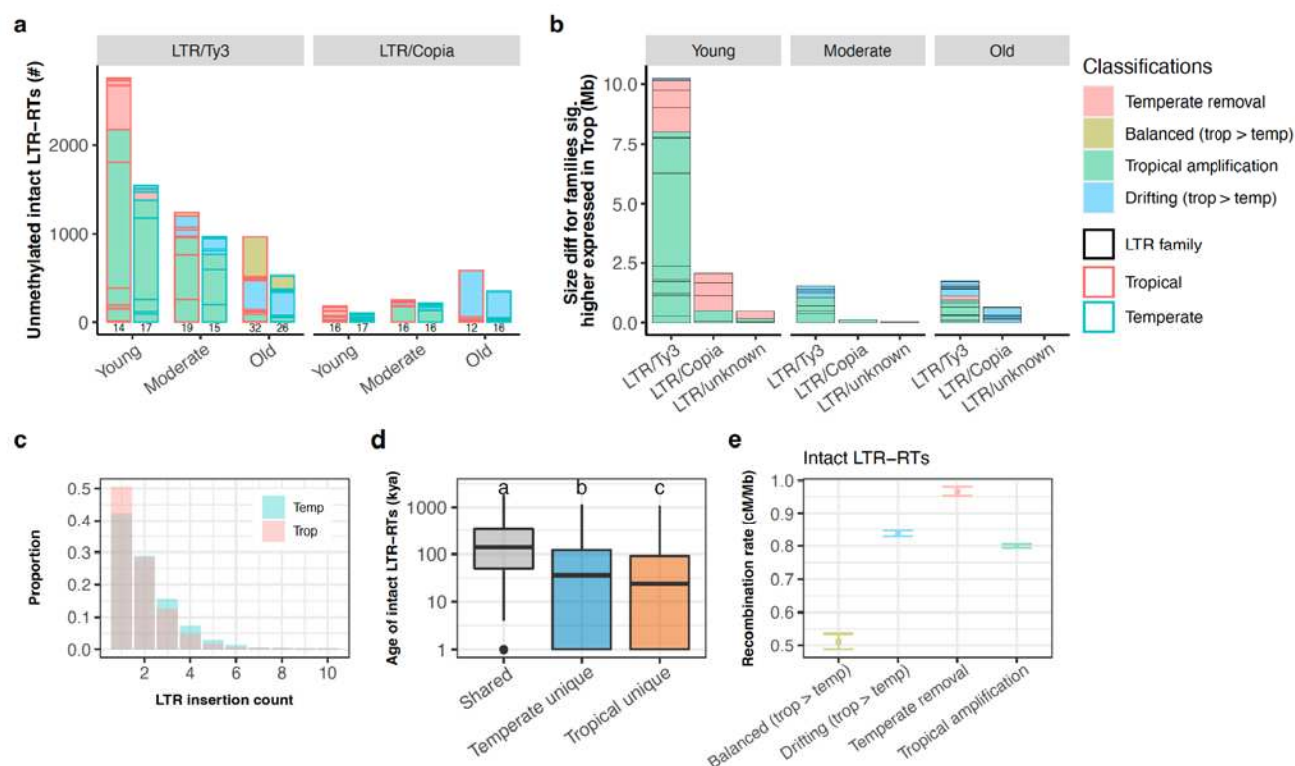 a
LTR/Ty3
LTR/Copia
Unmethylated intact LTR−RTs (#)
2000
1000
0
14
17
19
15
32
26
16
17
16
16
12
16
Young
Moderate
Old
Young
Moderate
Old
b
Young
Moderate
Old
Size diff for families sig.
higher expressed in Trop (Mb)
10.0
7.5
5.0
2.5
0.0
LTR/Ty3
LTR/Copia
LTR/unknown
LTR/Ty3
LTR/Copia
LTR/unknown
LTR/Ty3
LTR/Copia
LTR/unknown
Classifications
Temperate removal
Balanced (trop > temp)
Tropical amplification
Drifting (trop > temp)
LTR family
Tropical
Temperate
c
Proportion
0.5
0.4
0.3
0.2
0.1
0.0
Temp
Trop
2
4
6
8
10
LTR insertion count
d
Age of intact LTR−RTs (kya)
1000
100
10
1
a
b
c
Shared
Temperate unique
Tropical unique
e
Intact LTR−RTs
Recombination rate (cM/Mb)
1.0
0.9
0.8
0.7
0.6
0.5
Balanced (trop > temp)
Drifting (trop > temp)
Temperate removal
Tropical amplification